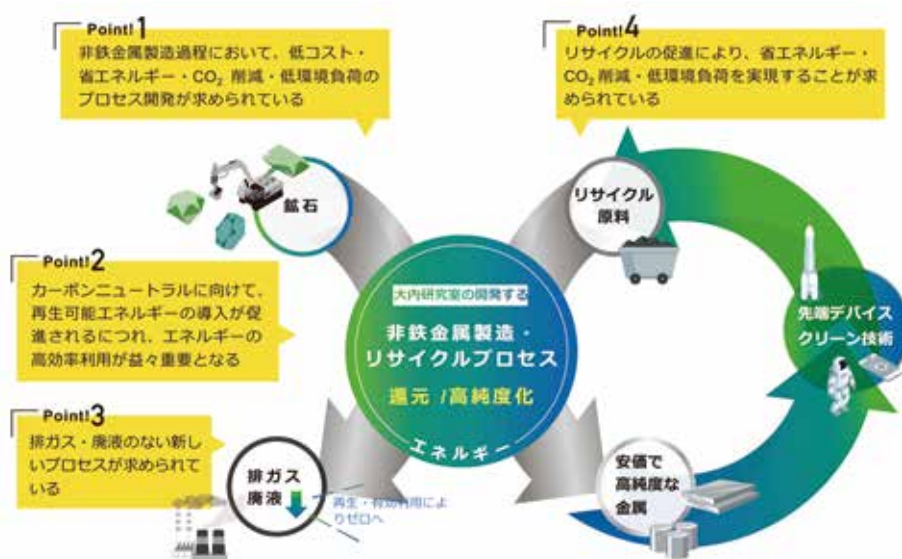 Point!1
非鉄金属製造過程において、低コスト・
省エネルギー・CO₂ 削減・低環境負荷の
プロセス開発が求められている
Point!4
リサイクルの促進により、省エネルギー・
CO₂ 削減・低環境負荷を実現することが求
められている
鉱石
リサイクル
原料
Point!2
カーボンニュートラルに向けて、
再生可能エネルギーの導入が促
進されるにつれ、エネルギーの
高効率利用が益々重要となる
大内研究室の開発する
非鉄金属製造・
リサイクルプロセス
還元 /高純度化
エネルギー
先端デバイス
クリーン技術
Point!3
排ガス・廃液のない新し
いプロセスが求められて
いる
排ガス
廃液
再生・有効利用によ
りゼロへ
安価で
高純度な
金属